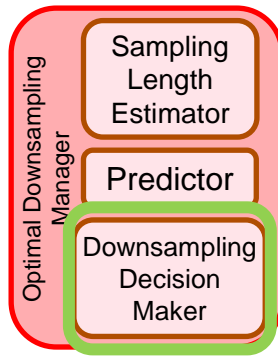 Optimal Downsampling
Manager
Sampling
Length
Estimator
Predictor
Downsampling
Decision
Maker